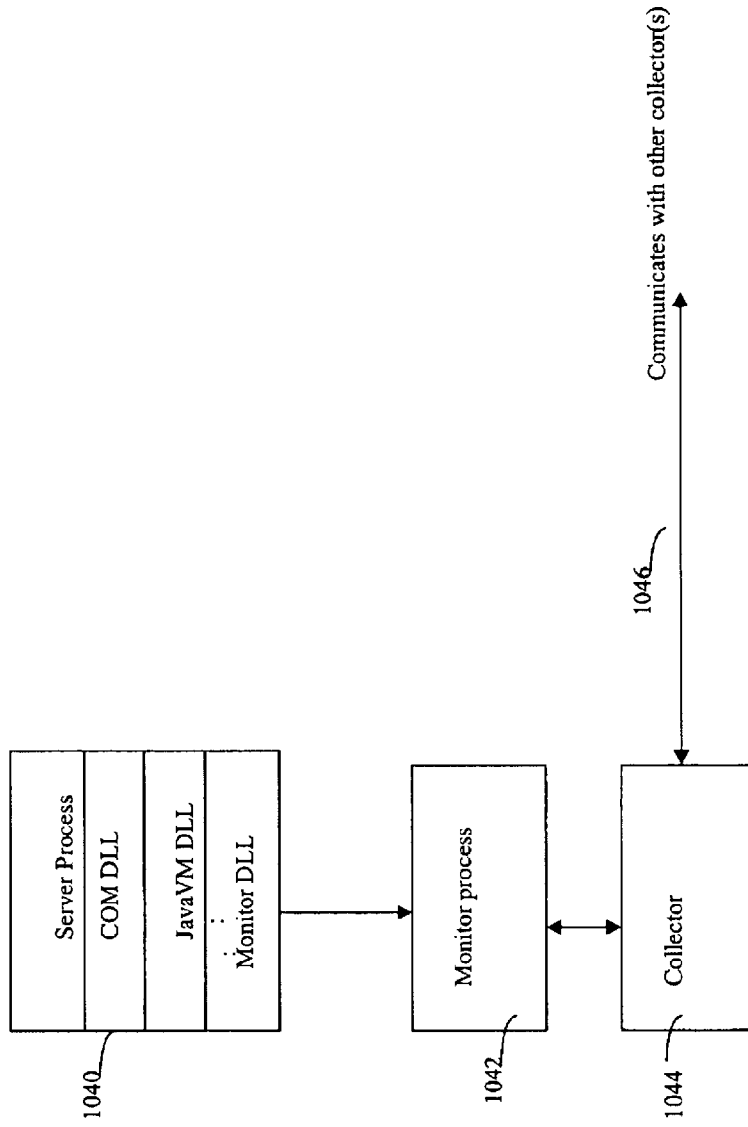 1040
Server Process
COM DLL
JavaVM DLL
. . . .
Monitor DLL
1042
Monitor process
1044
Collector
1046
Communicates with other collector(s)